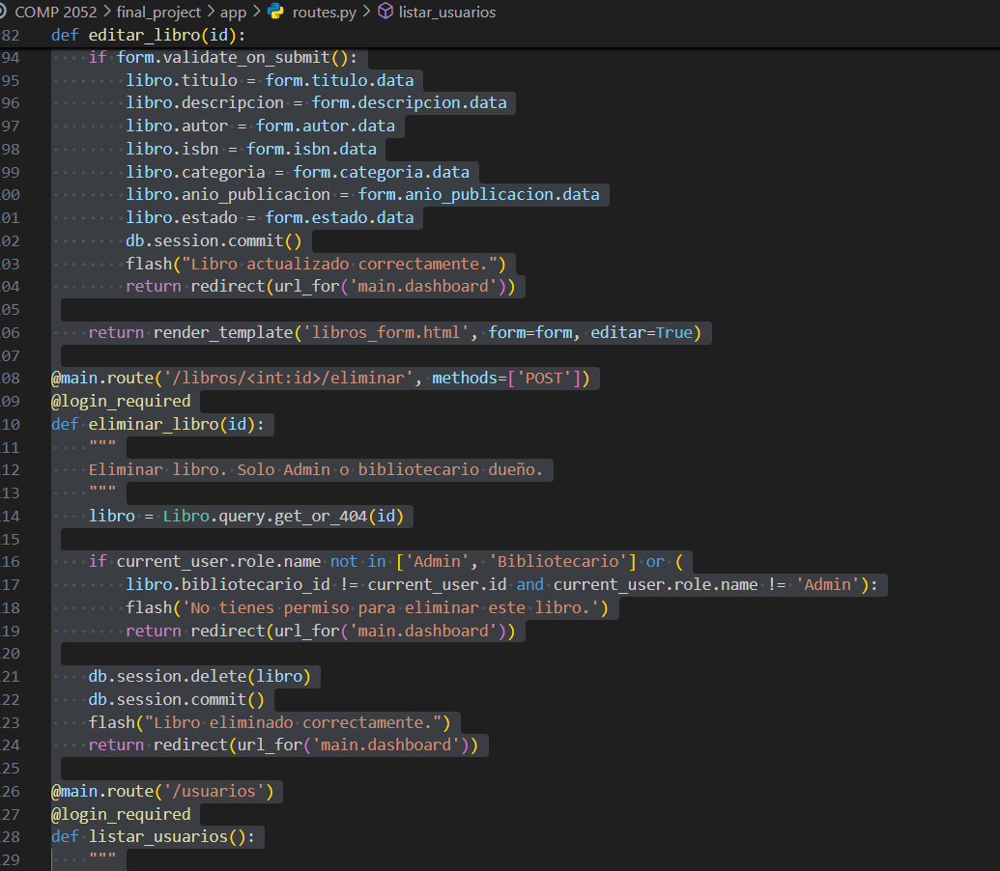 COMP 2052 > final_project > app > routes.py > listar_usuarios
82 def editar_libro(id):
94     if form.validate_on_submit():
95         libro.titulo = form.titulo.data
96         libro.descripcion = form.descripcion.data
97         libro.autor = form.autor.data
98         libro.isbn = form.isbn.data
99         libro.categoria = form.categoria.data
00         libro.anio_publicacion = form.anio_publicacion.data
01         libro.estado = form.estado.data
02         db.session.commit()
03         flash("Libro actualizado correctamente.")
04         return redirect(url_for('main.dashboard'))
05
06     return render_template('libros_form.html', form=form, editar=True)
07
08 @main.route('/libros/<int:id>/eliminar', methods=['POST'])
09 @login_required
10 def eliminar_libro(id):
11     """
12     Eliminar libro. Solo Admin o bibliotecario dueño.
13     """
14     libro = Libro.query.get_or_404(id)
15
16     if current_user.role.name not in ['Admin', 'Bibliotecario'] or (
17         libro.bibliotecario_id != current_user.id and current_user.role.name != 'Admin'):
18         flash('No tienes permiso para eliminar este libro.')
19         return redirect(url_for('main.dashboard'))
20
21     db.session.delete(libro)
22     db.session.commit()
23     flash("Libro eliminado correctamente.")
24     return redirect(url_for('main.dashboard'))
25
26 @main.route('/usuarios')
27 @login_required
28 def listar_usuarios():
29     """